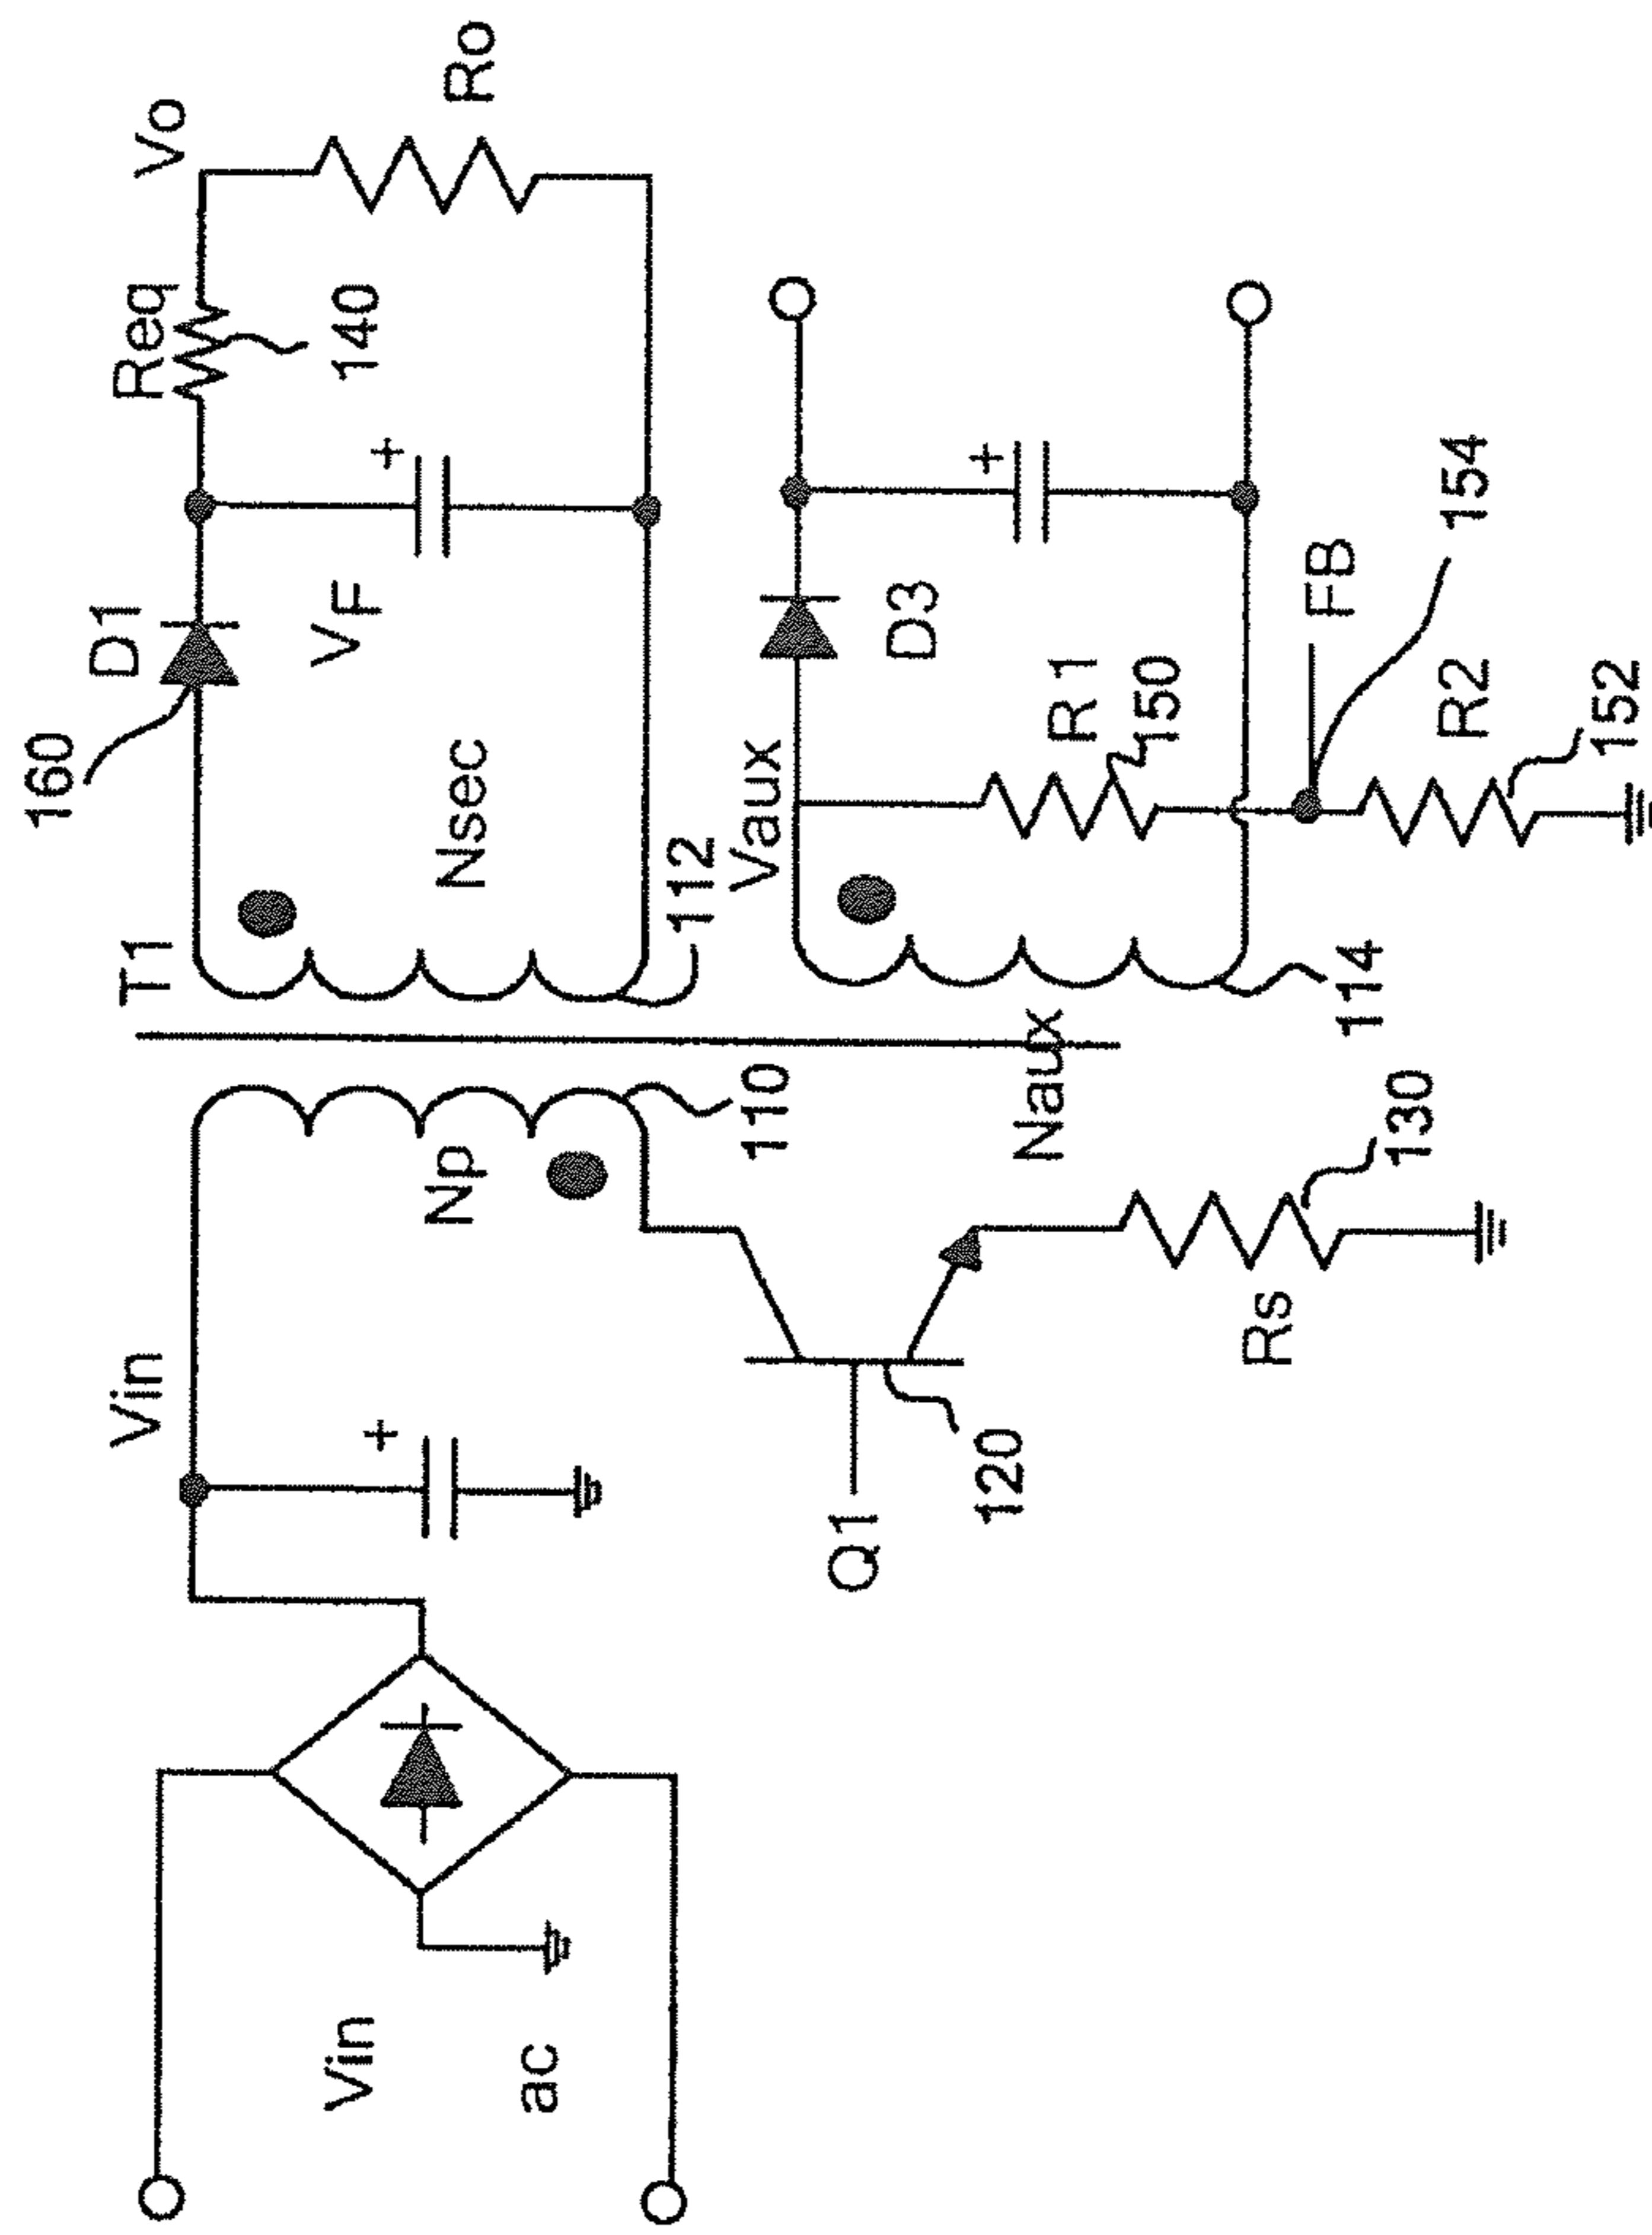 Vin
ac
Vin
Np
110
Q1
120
Rs
130
T1
Nsec
112
160
D1
VF
Req
140
Vo
Ro
Naux
114
Vaux
D3
R1
150
FB
154
R2
152